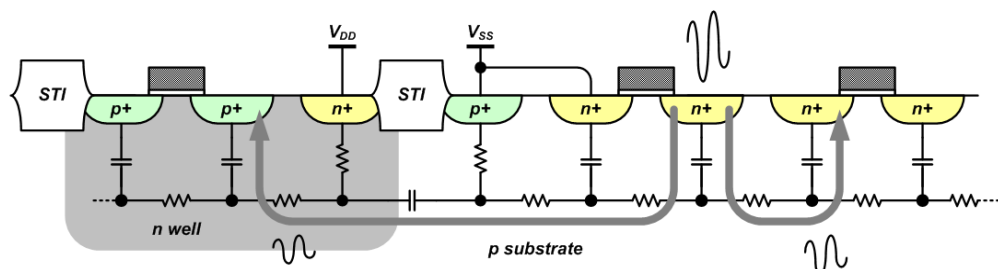 V_DD
V_SS
STI
p+
p+
n+
STI
p+
n+
n+
n+
n+
n well
p substrate